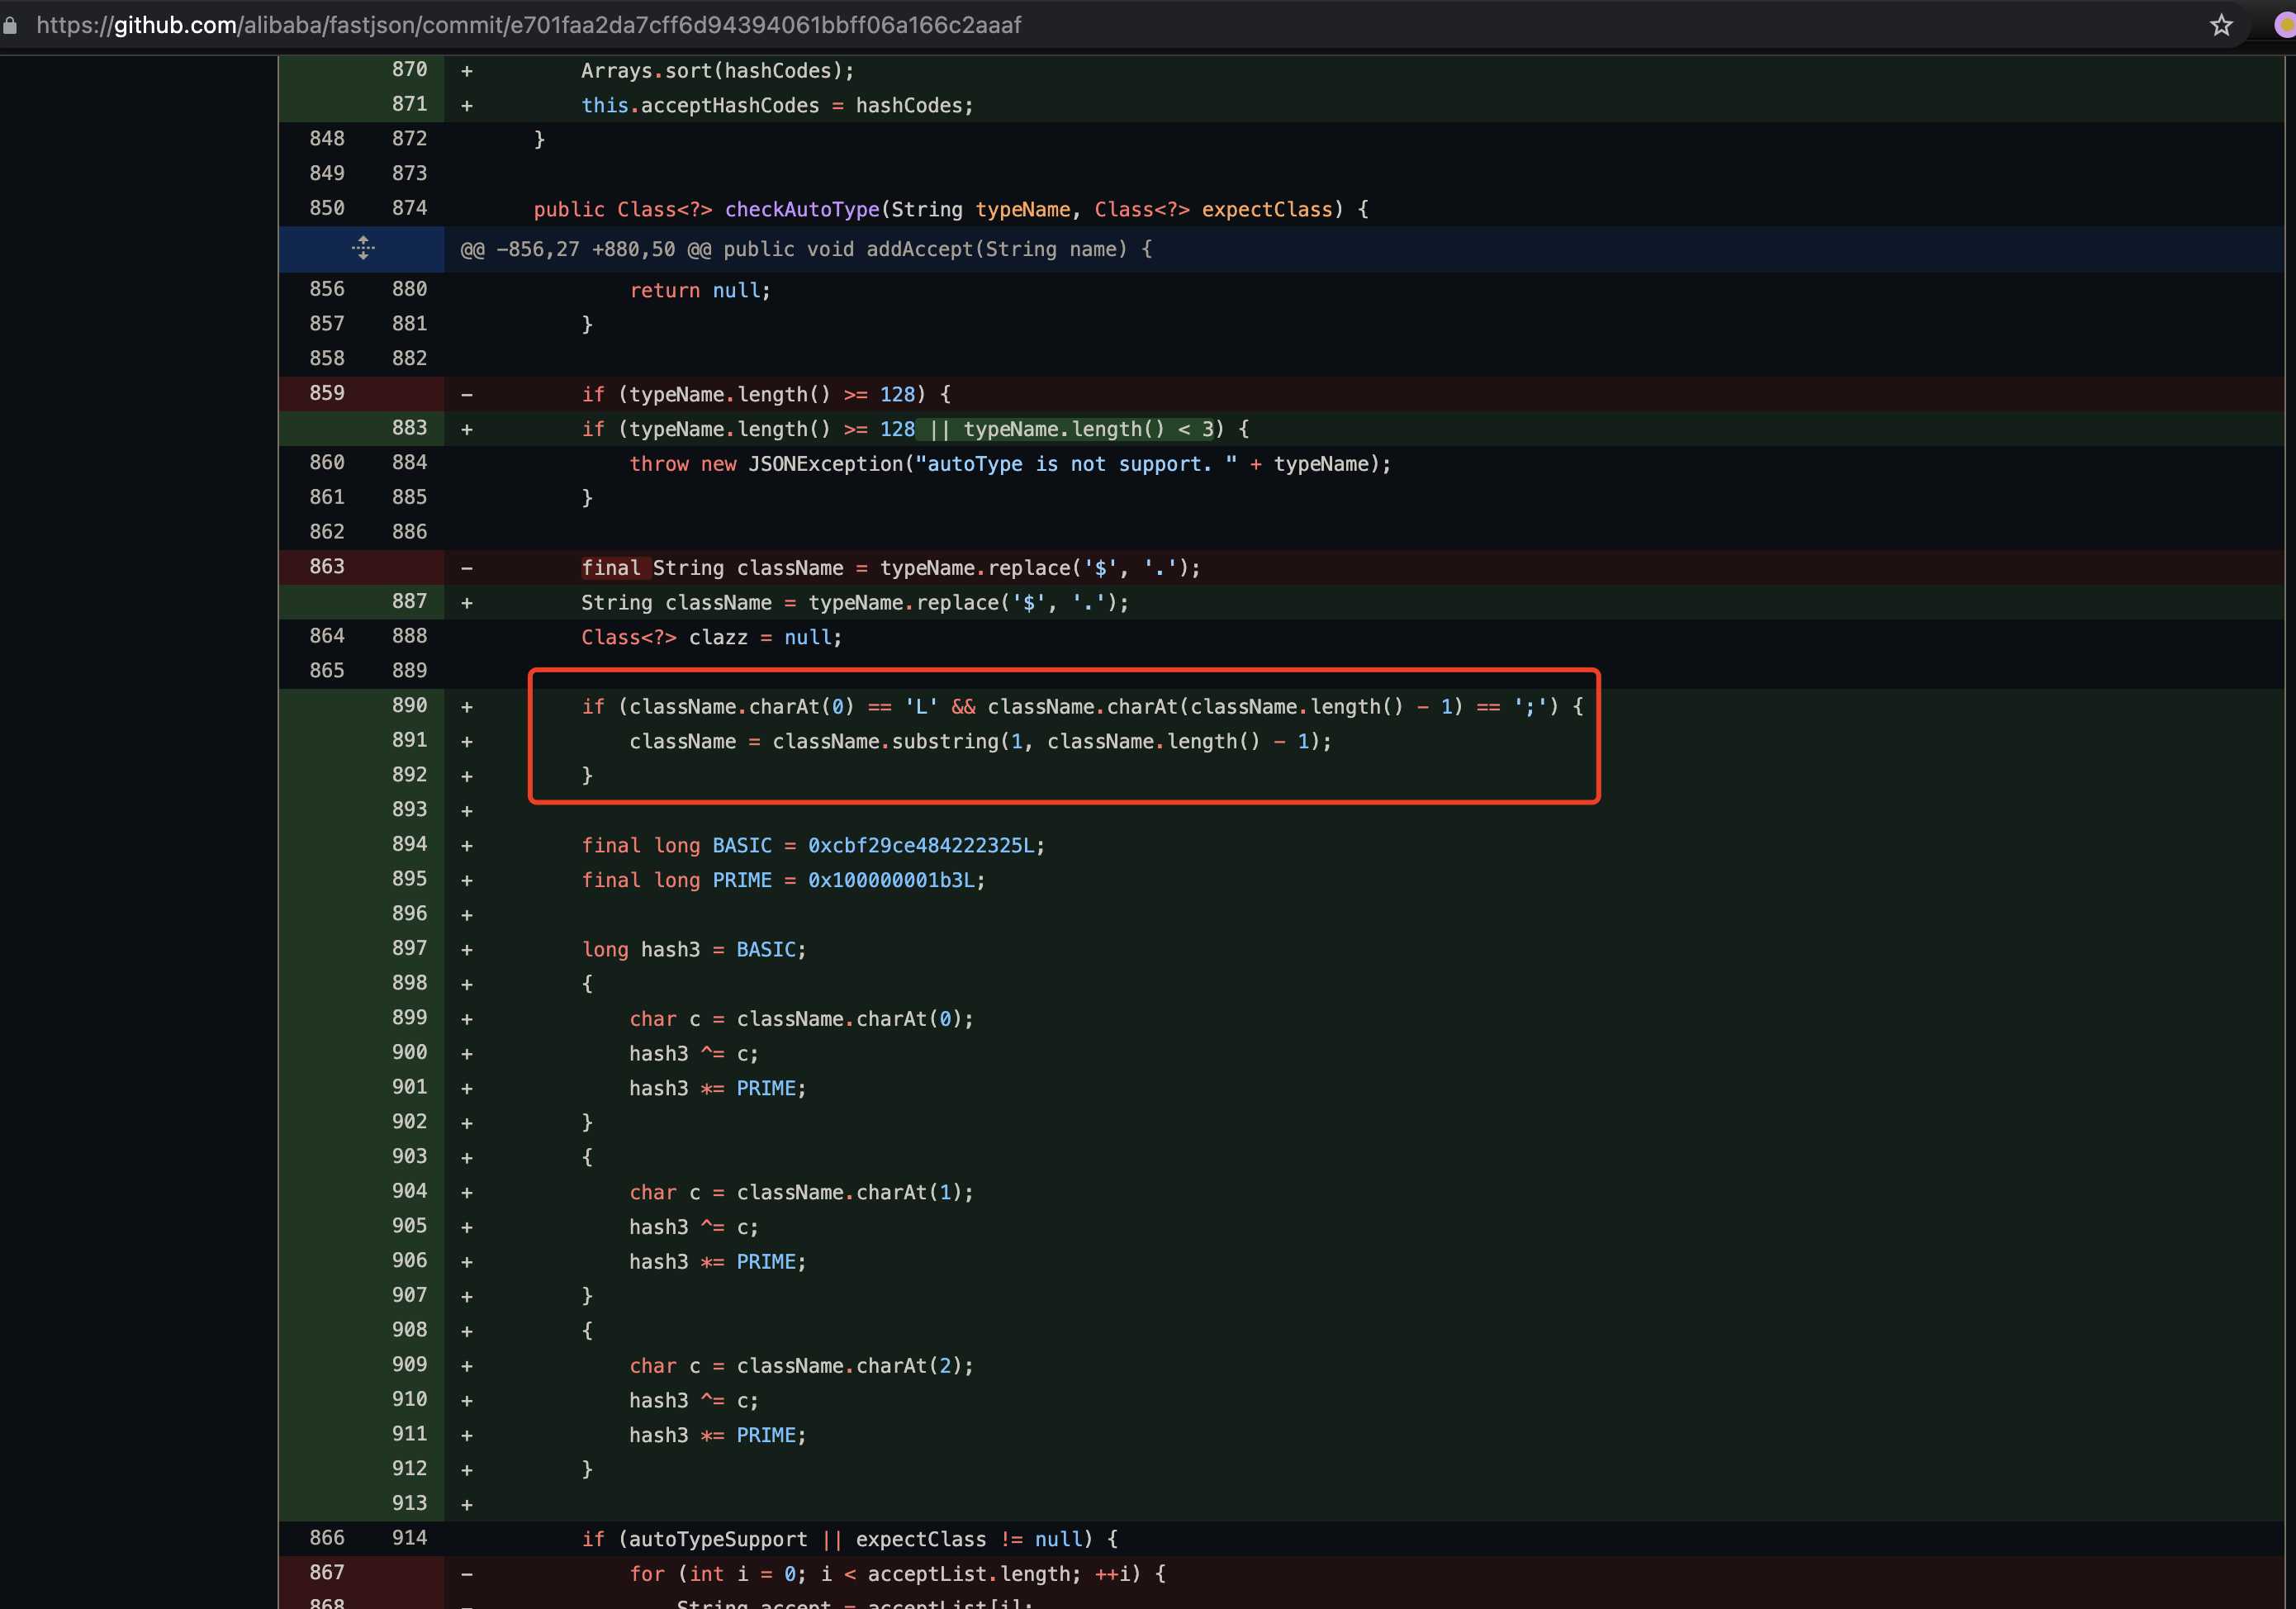 https://github.com/alibaba/fastjson/commit/e701faa2da7cff6d94394061bbff06a166c2aaaf
870 + Arrays.sort(hashCodes);
871 + this.acceptHashCodes = hashCodes;
848 872 }
849 873
850 874 public Class<?> checkAutoType(String typeName, Class<?> expectClass) {
@@ -856,27 +880,50 @@ public void addAccept(String name) {
856 880 return null;
857 881 }
858 882
859 - if (typeName.length() >= 128) {
883 + if (typeName.length() >= 128 || typeName.length() < 3) {
860 884 throw new JSONException("autoType is not support. " + typeName);
861 885 }
862 886
863 - final String className = typeName.replace('$', '.');
887 + String className = typeName.replace('$', '.');
864 888 Class<?> clazz = null;
865 889
890 + if (className.charAt(0) == 'L' && className.charAt(className.length() - 1) == ';') {
891 + className = className.substring(1, className.length() - 1);
892 + }
893 +
894 + final long BASIC = 0xcbf29ce484222325L;
895 + final long PRIME = 0x100000001b3L;
896 +
897 + long hash3 = BASIC;
898 + {
899 + char c = className.charAt(0);
900 + hash3 ^= c;
901 + hash3 *= PRIME;
902 + }
903 + {
904 + char c = className.charAt(1);
905 + hash3 ^= c;
906 + hash3 *= PRIME;
907 + }
908 + {
909 + char c = className.charAt(2);
910 + hash3 ^= c;
911 + hash3 *= PRIME;
912 + }
913 +
866 914 if (autoTypeSupport || expectClass != null) {
867 - for (int i = 0; i < acceptList.length; ++i) {
868 - String accept = acceptList[i];